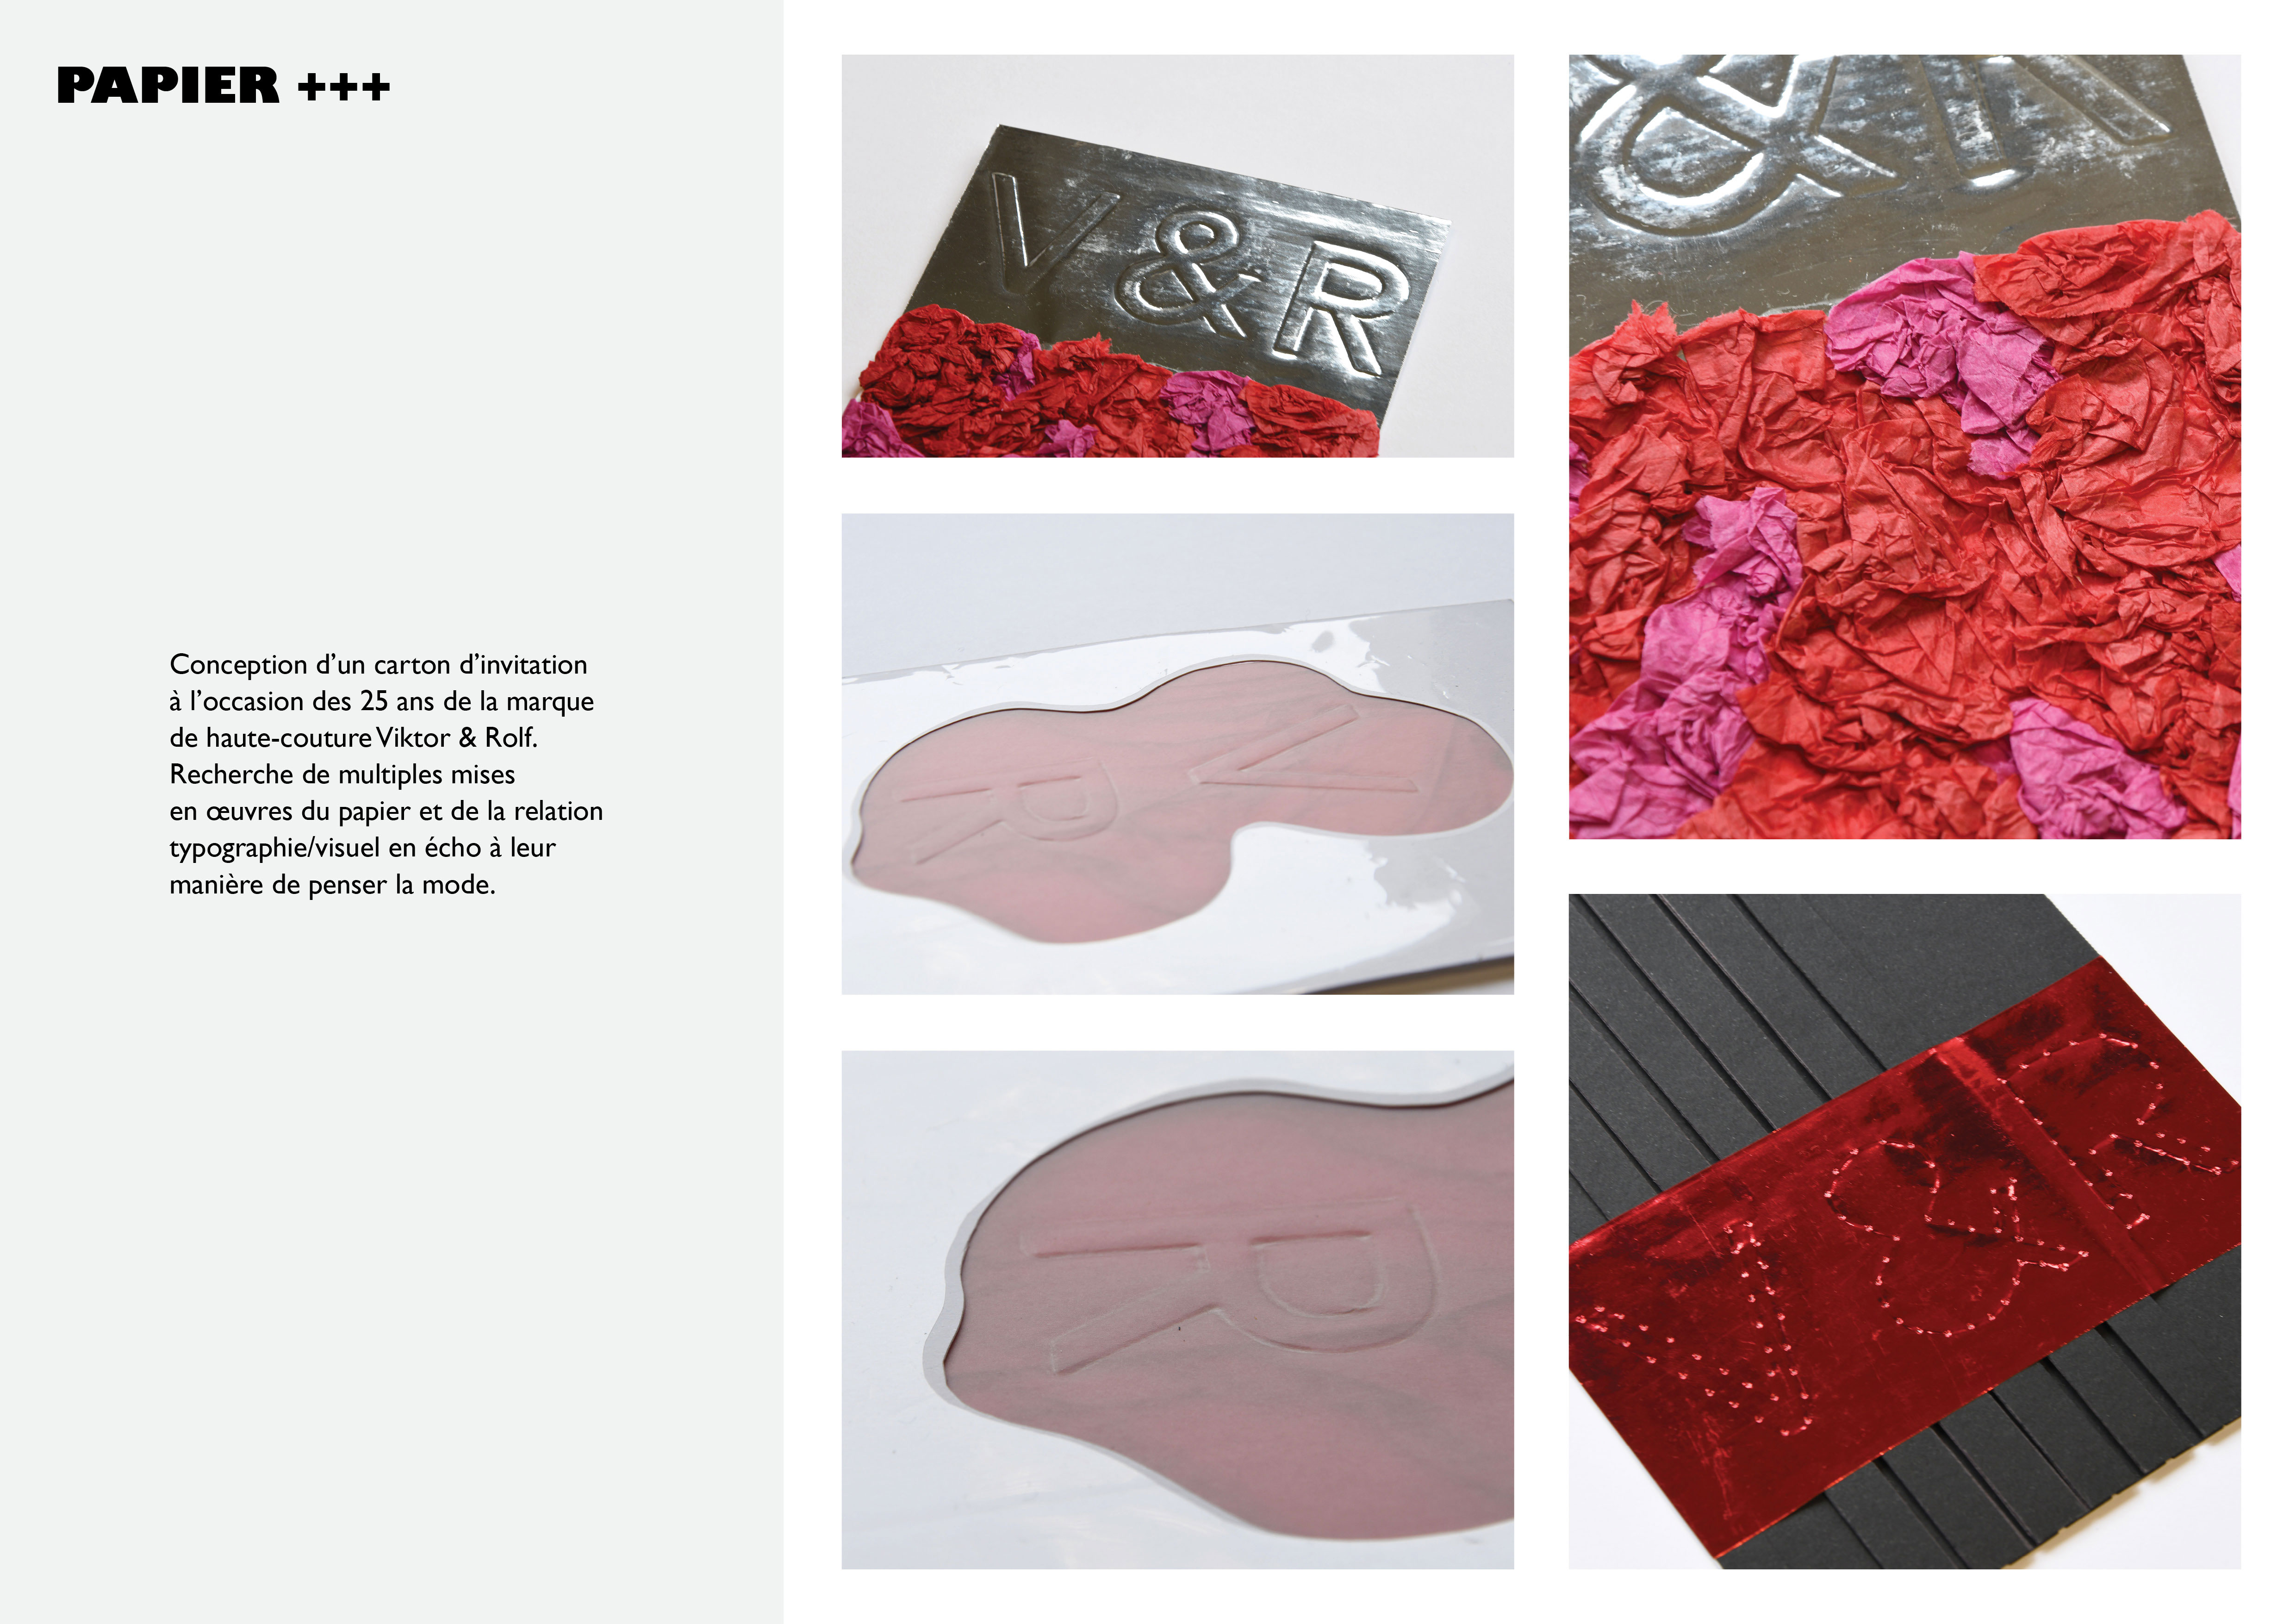 PAPIER +++
Conception d’un carton d’invitation
à l’occasion des 25 ans de la marque
de haute-couture Viktor & Rolf.
Recherche de multiples mises
en œuvres du papier et de la relation
typographie/visuel en écho à leur
manière de penser la mode.
V & R
& R
V R
R
V & R